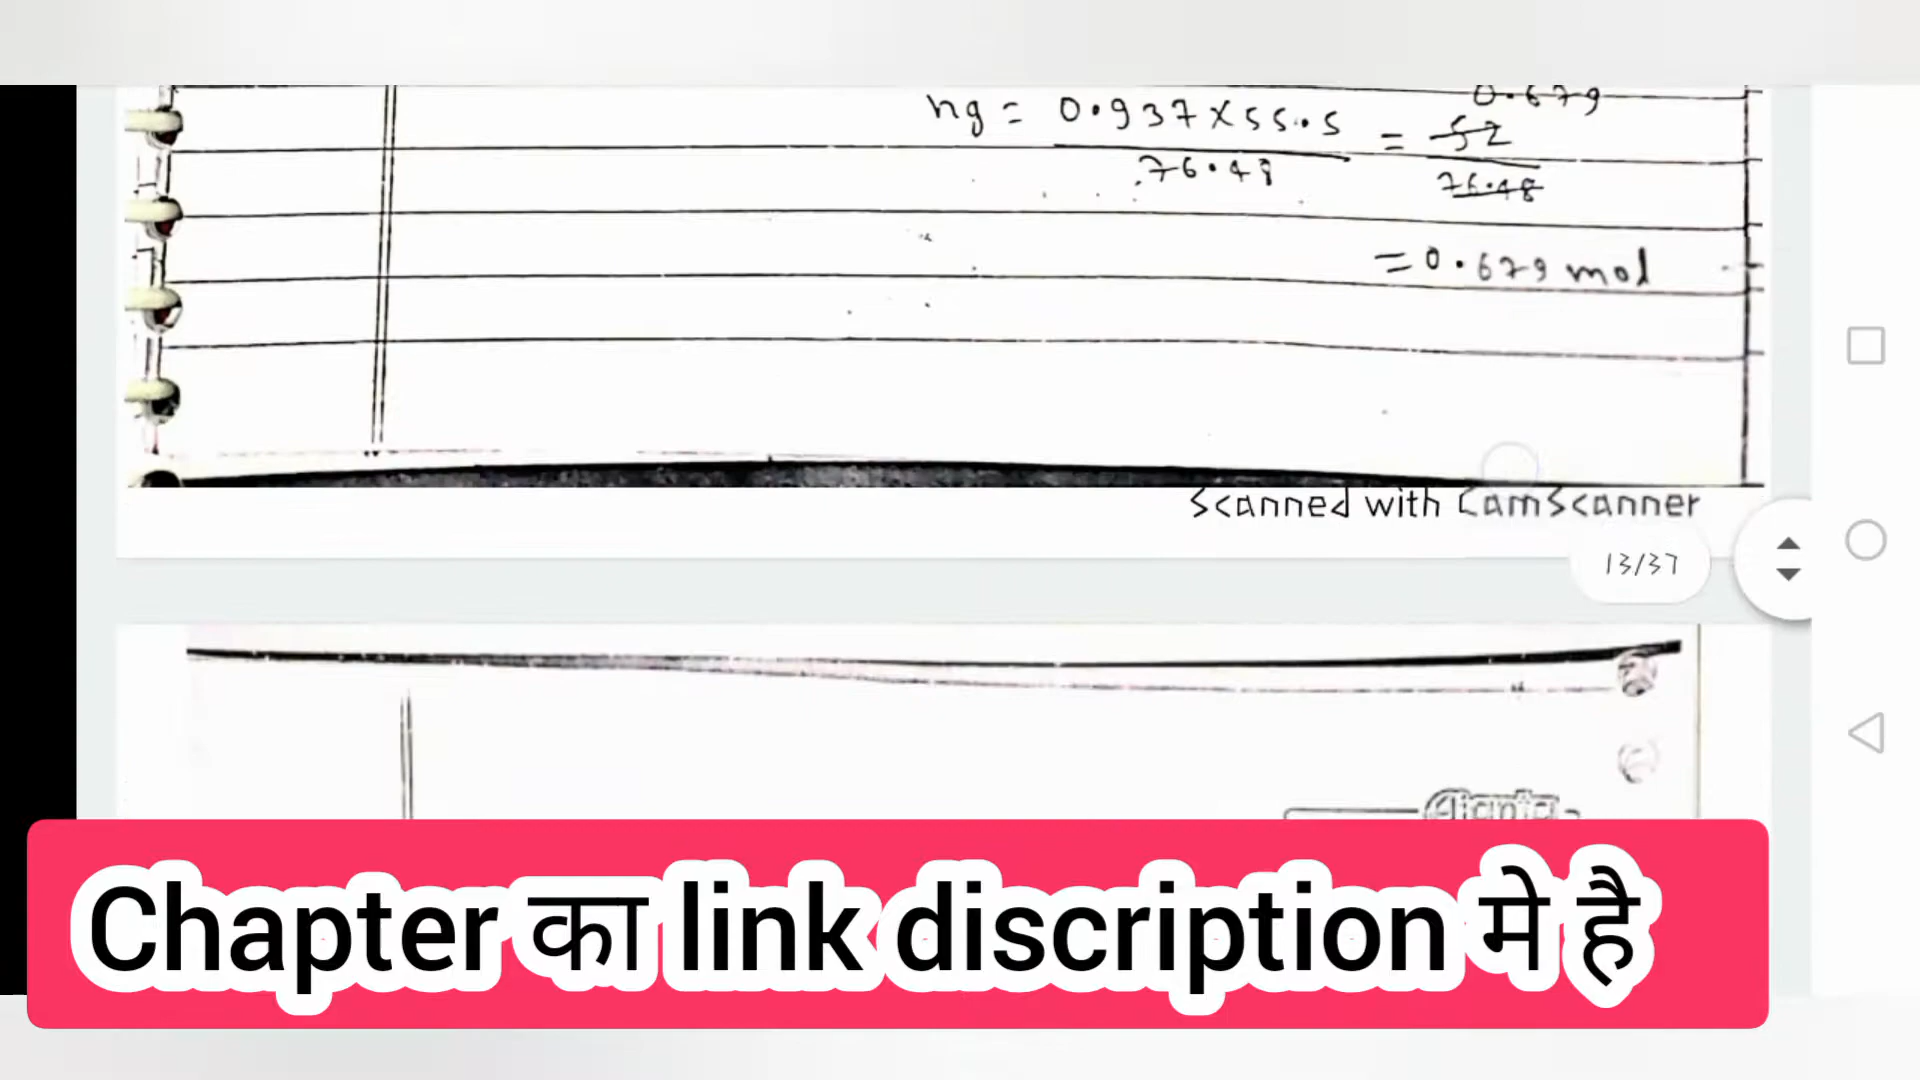 0.679
ng = 0.937×55.5 = 52
76.48 76.48
= 0.679 mol
Scanned with CamScanner
13/37
Chapter का link discription मे है